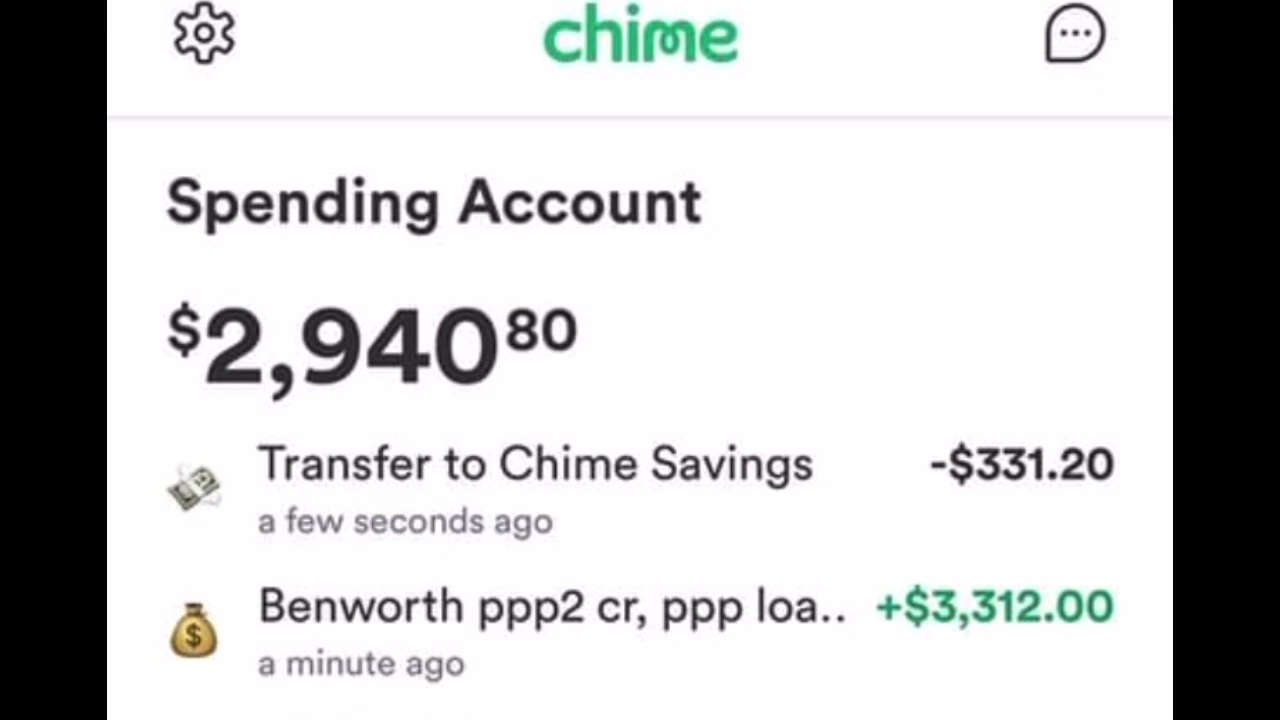 chime
Spending Account
$2,940 80
Transfer to Chime Savings -$331.20
a few seconds ago
Benworth ppp2 cr, ppp loa.. +$3,312.00
a minute ago